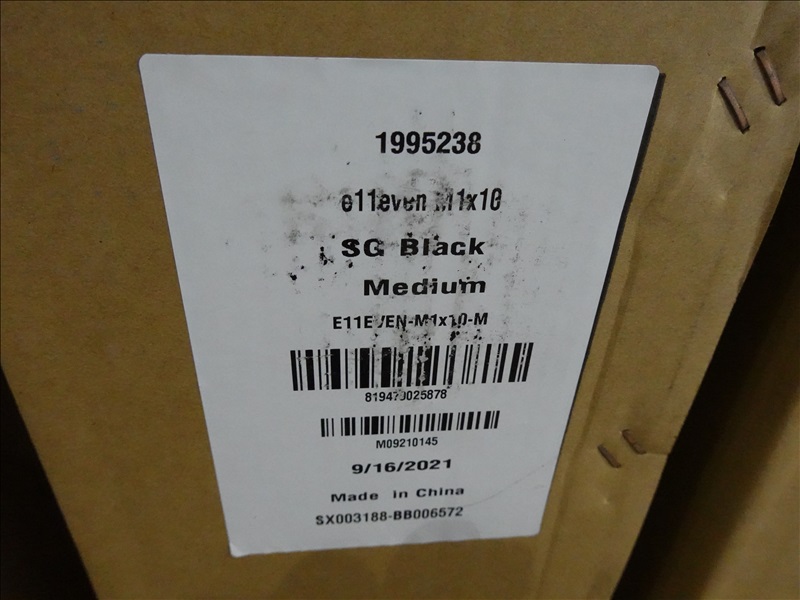 1995238
e11even M1x10
SG Black
Medium
E11EVEN-M1x10-M
M09210145
9/16/2021
Made in China
SX003188-BB006572